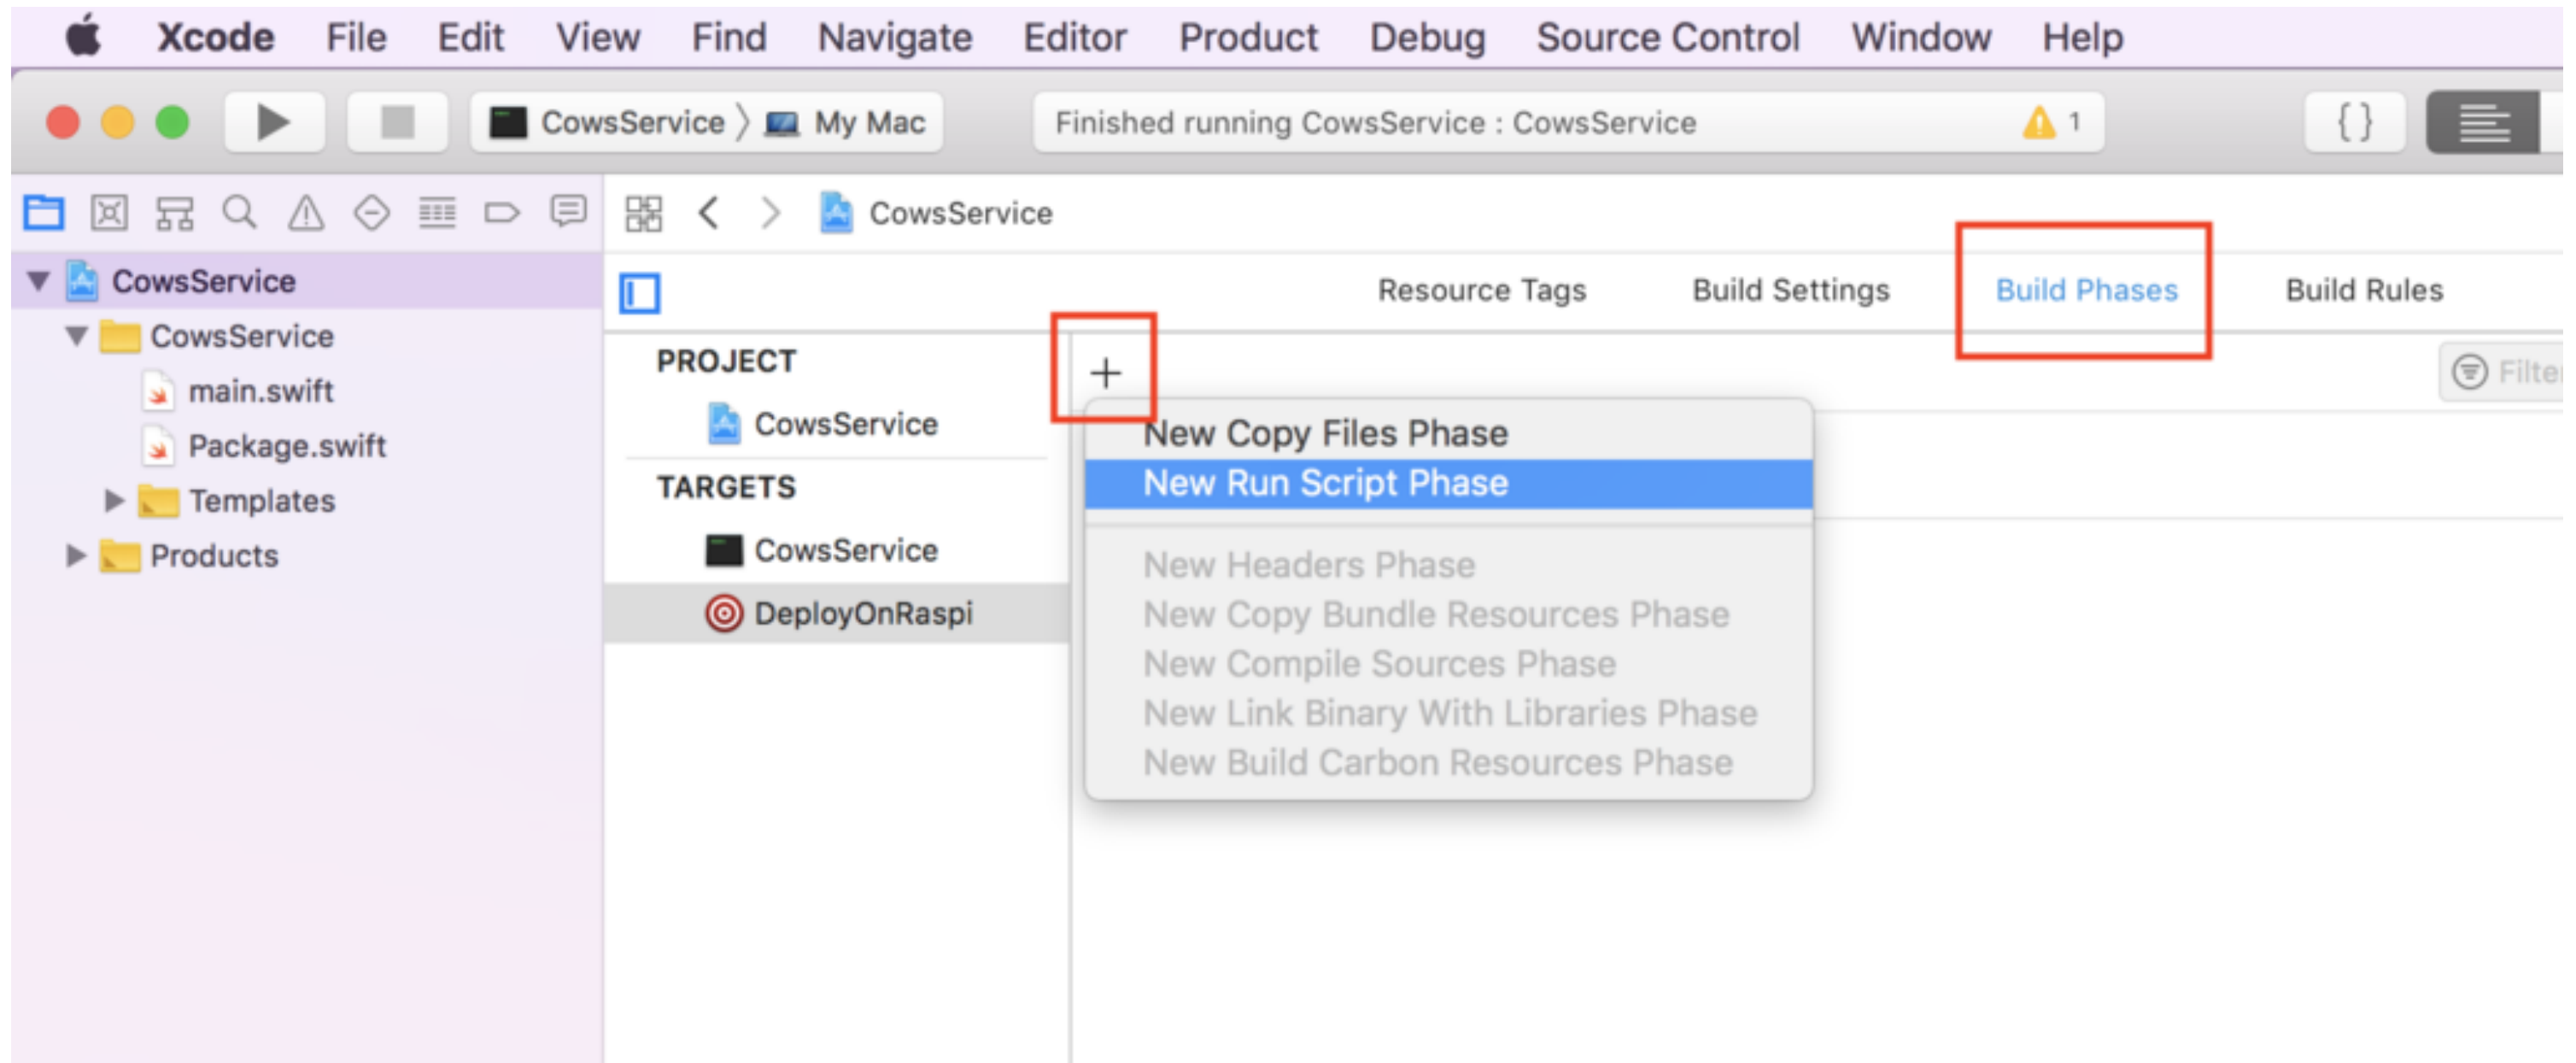 Xcode File Edit View Find Navigate Editor Product Debug Source Control Window Help
CowsService My Mac
Finished running CowsService : CowsService 1
{ }
CowsService
CowsService
CowsService
main.swift
Package.swift
Templates
Products
Resource Tags Build Settings Build Phases Build Rules
PROJECT
CowsService
TARGETS
CowsService
DeployOnRaspi
+
New Copy Files Phase
New Run Script Phase
New Headers Phase
New Copy Bundle Resources Phase
New Compile Sources Phase
New Link Binary With Libraries Phase
New Build Carbon Resources Phase